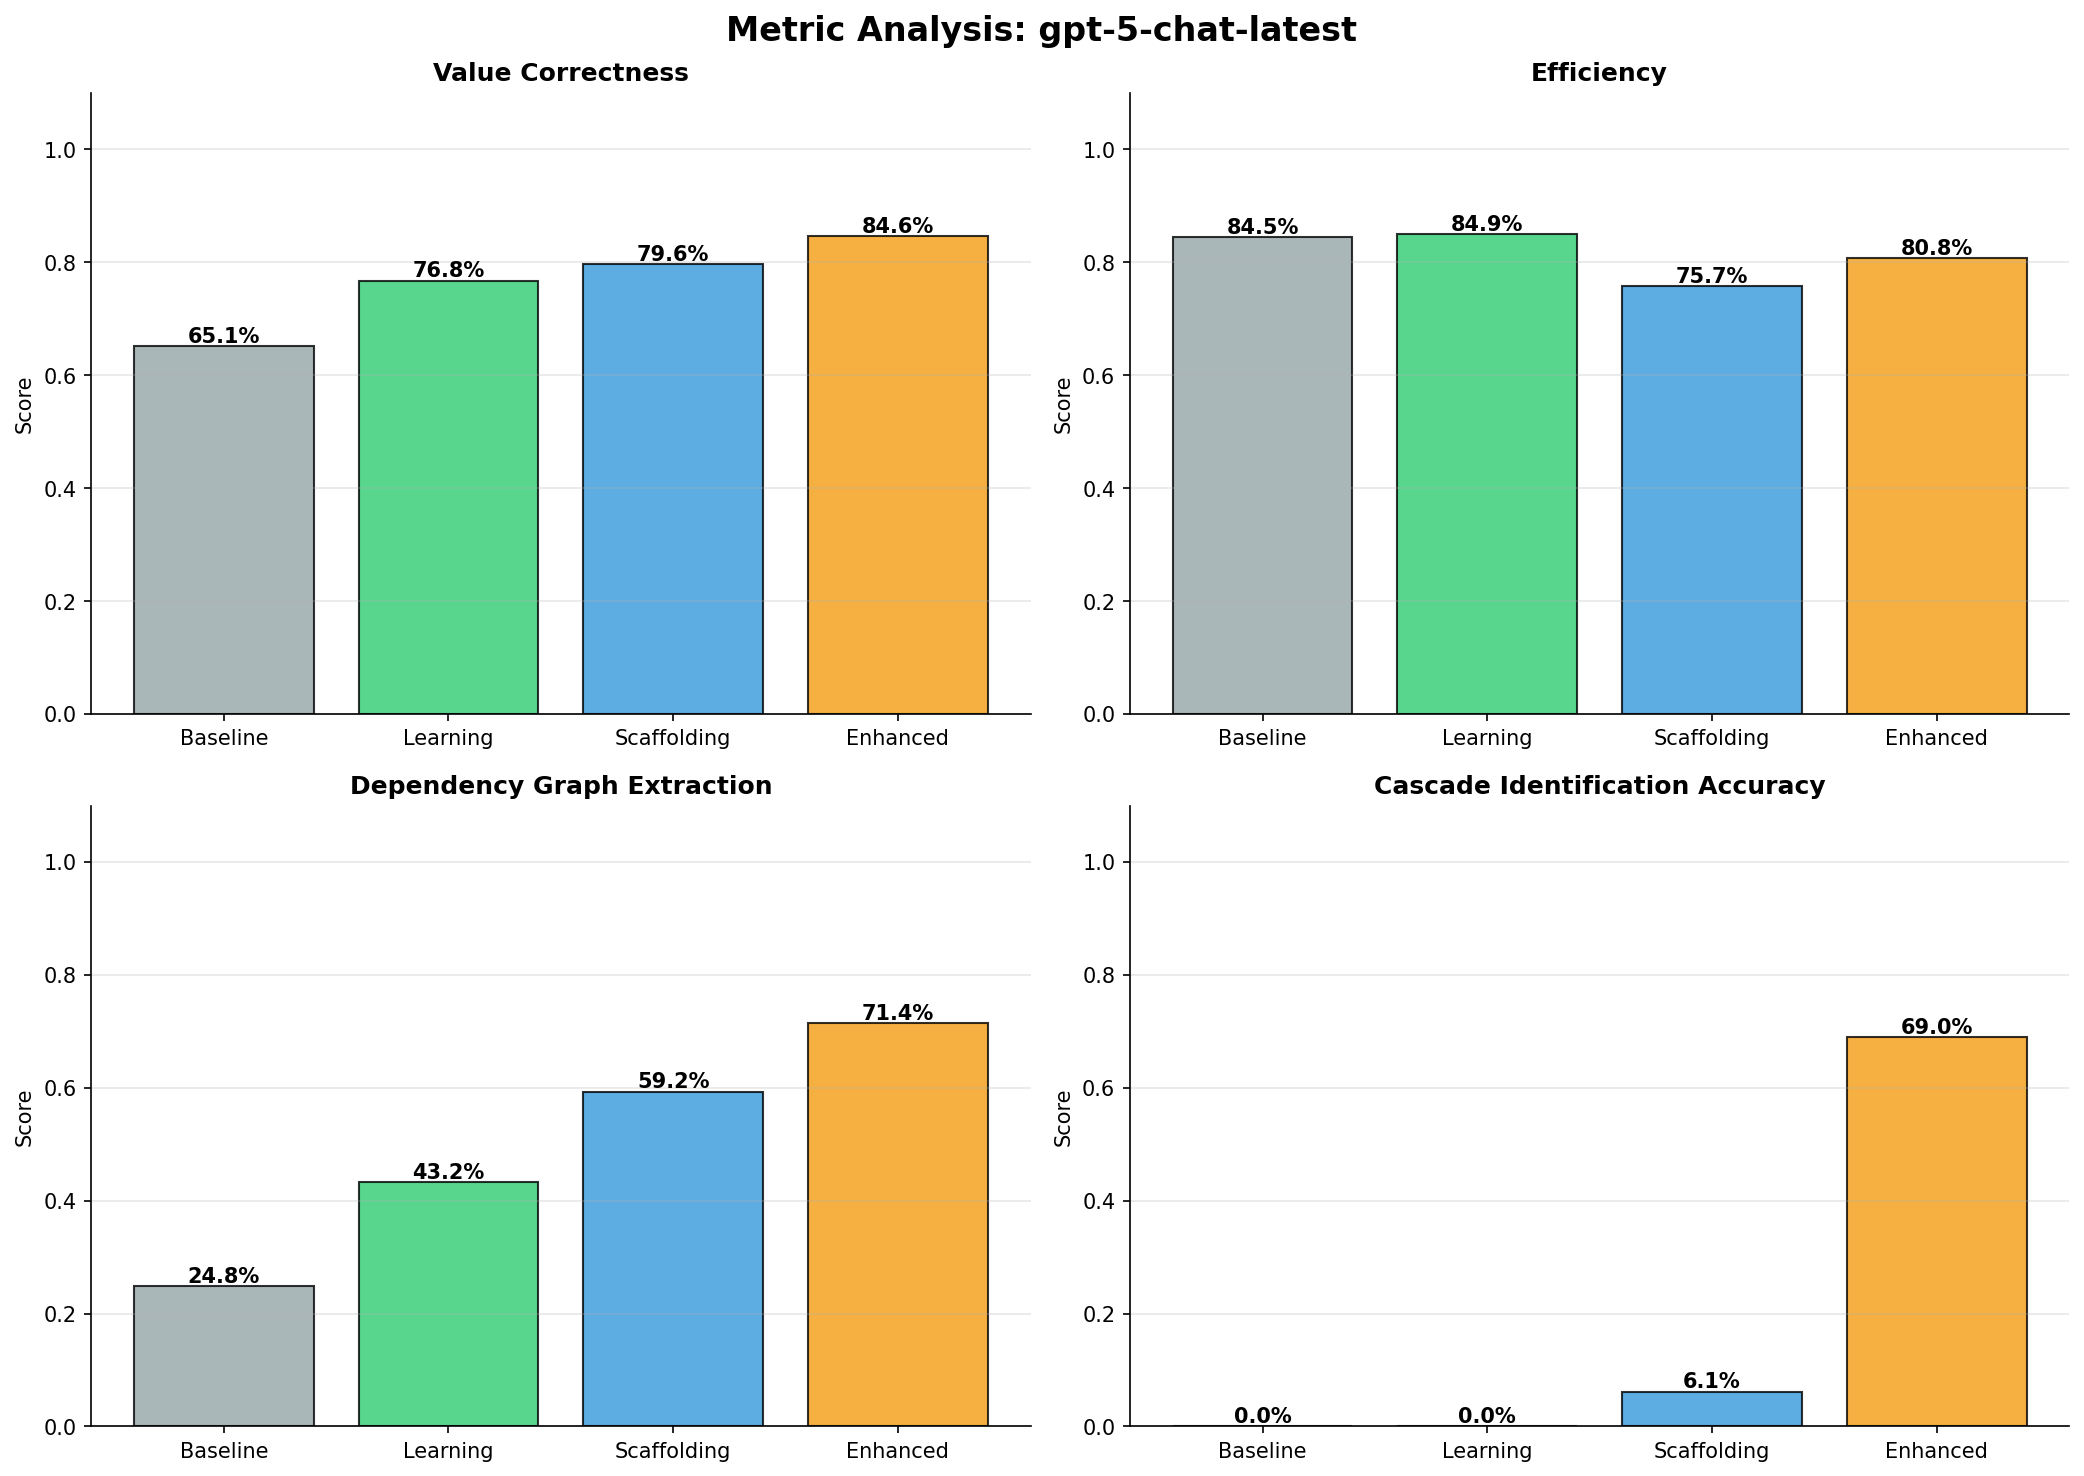 Metric Analysis: gpt-5-chat-latest
Value Correctness
Score
1.0
0.8
0.6
0.4
0.2
0.0
65.1%
76.8%
79.6%
84.6%
Baseline
Learning
Scaffolding
Enhanced
Efficiency
Score
1.0
0.8
0.6
0.4
0.2
0.0
84.5%
84.9%
75.7%
80.8%
Baseline
Learning
Scaffolding
Enhanced
Dependency Graph Extraction
Score
1.0
0.8
0.6
0.4
0.2
0.0
24.8%
43.2%
59.2%
71.4%
Baseline
Learning
Scaffolding
Enhanced
Cascade Identification Accuracy
Score
1.0
0.8
0.6
0.4
0.2
0.0
0.0%
0.0%
6.1%
69.0%
Baseline
Learning
Scaffolding
Enhanced